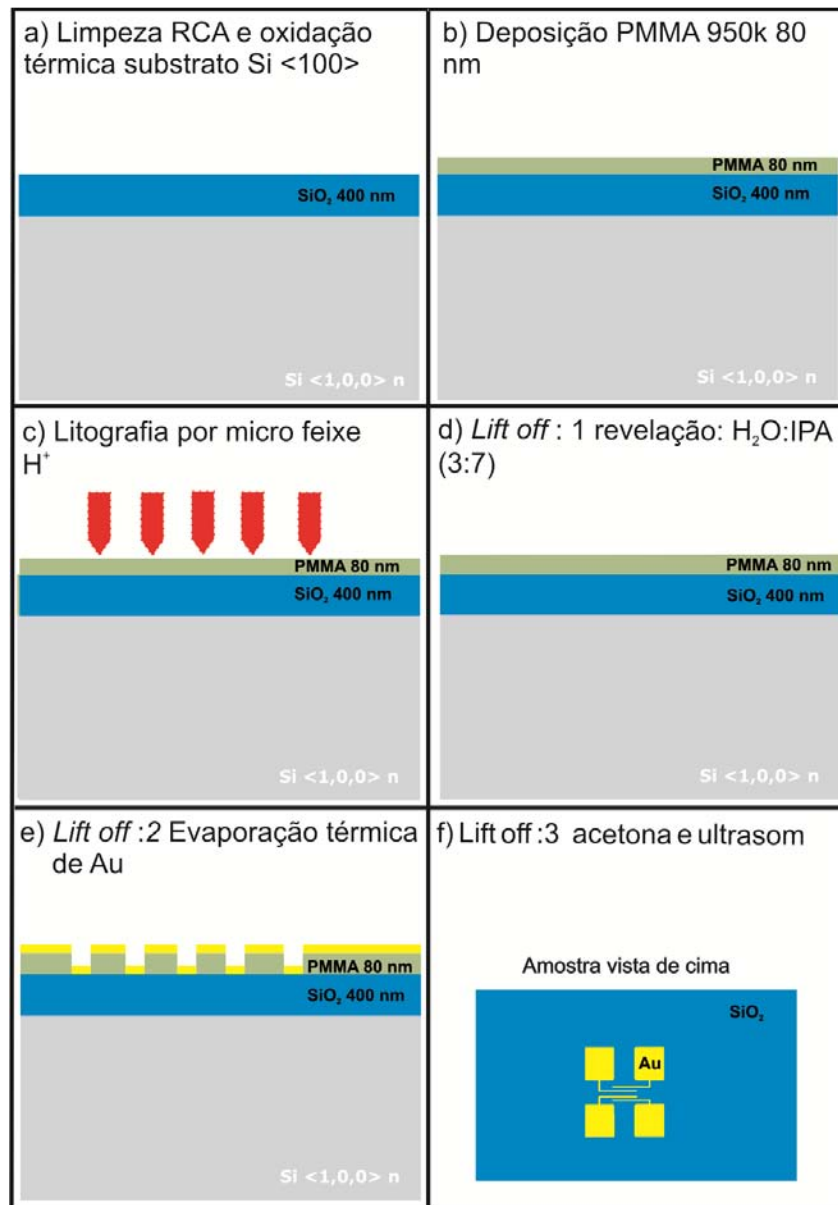 a) Limpeza RCA e oxidação
térmica substrato Si <100>
SiO₂ 400 nm
Si <1,0,0> n
b) Deposição PMMA 950k 80
nm
PMMA 80 nm
SiO₂ 400 nm
Si <1,0,0> n
c) Litografia por micro feixe
H⁺
PMMA 80 nm
SiO₂ 400 nm
Si <1,0,0> n
d) Lift off : 1 revelação: H₂O:IPA
(3:7)
PMMA 80 nm
SiO₂ 400 nm
Si <1,0,0> n
e) Lift off :2 Evaporação térmica
de Au
PMMA 80 nm
SiO₂ 400 nm
Si <1,0,0> n
f) Lift off :3 acetona e ultrasom
Amostra vista de cima
SiO₂
Au